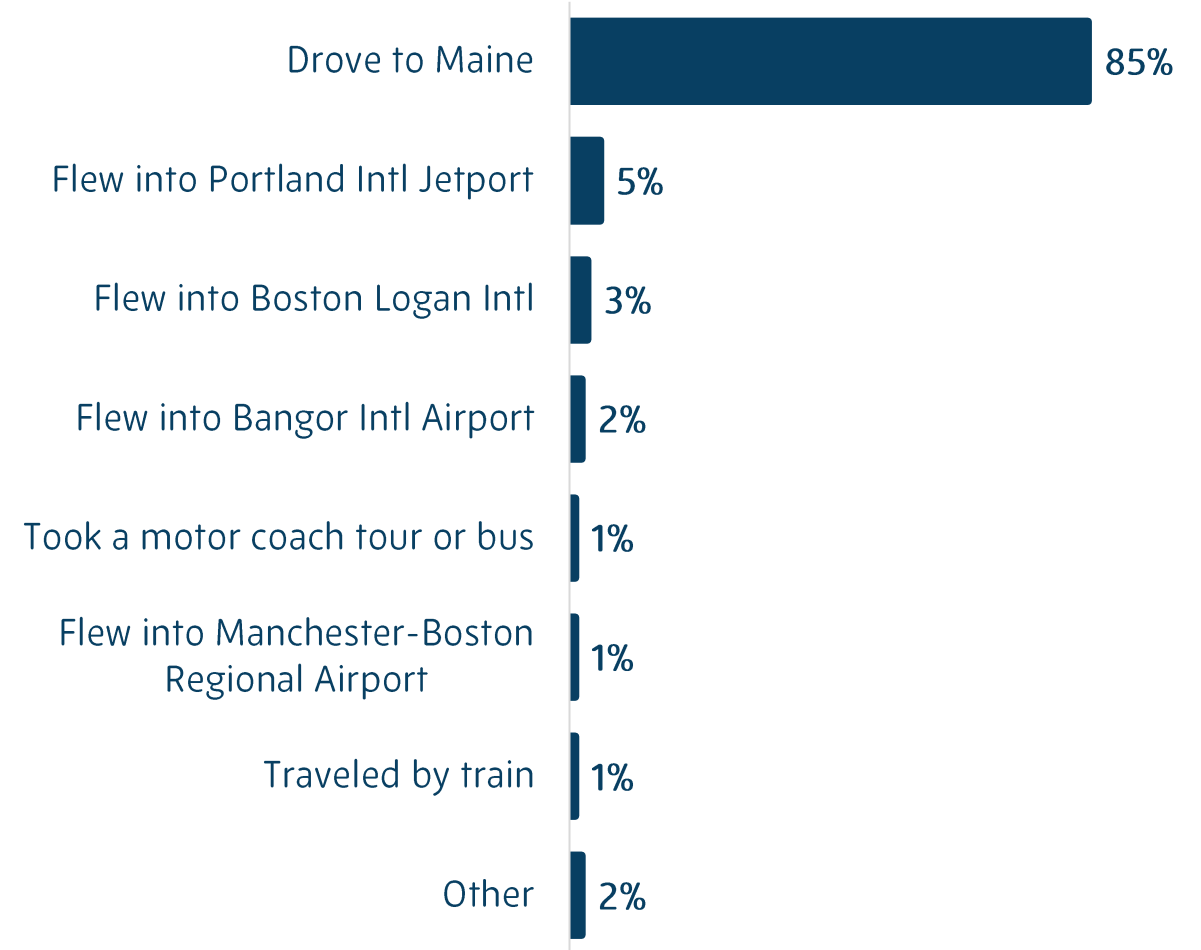 Drove to Maine 85%
Flew into Portland Intl Jetport 5%
Flew into Boston Logan Intl 3%
Flew into Bangor Intl Airport 2%
Took a motor coach tour or bus 1%
Flew into Manchester-Boston
Regional Airport 1%
Traveled by train 1%
Other 2%